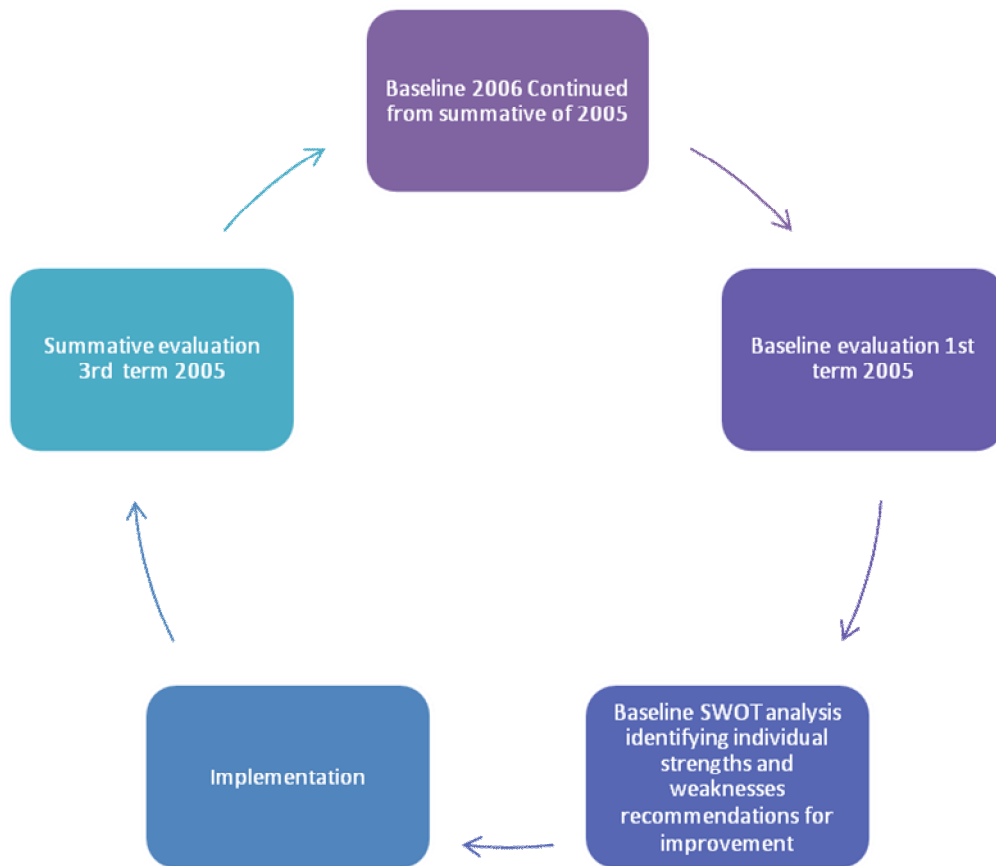 Baseline 2006 Continued
from summative of 2005
Summative evaluation
3rd term 2005
Baseline evaluation 1st
term 2005
Implementation
Baseline SWOT analysis
identifying individual
strengths and
weaknesses
recommendations for
improvement